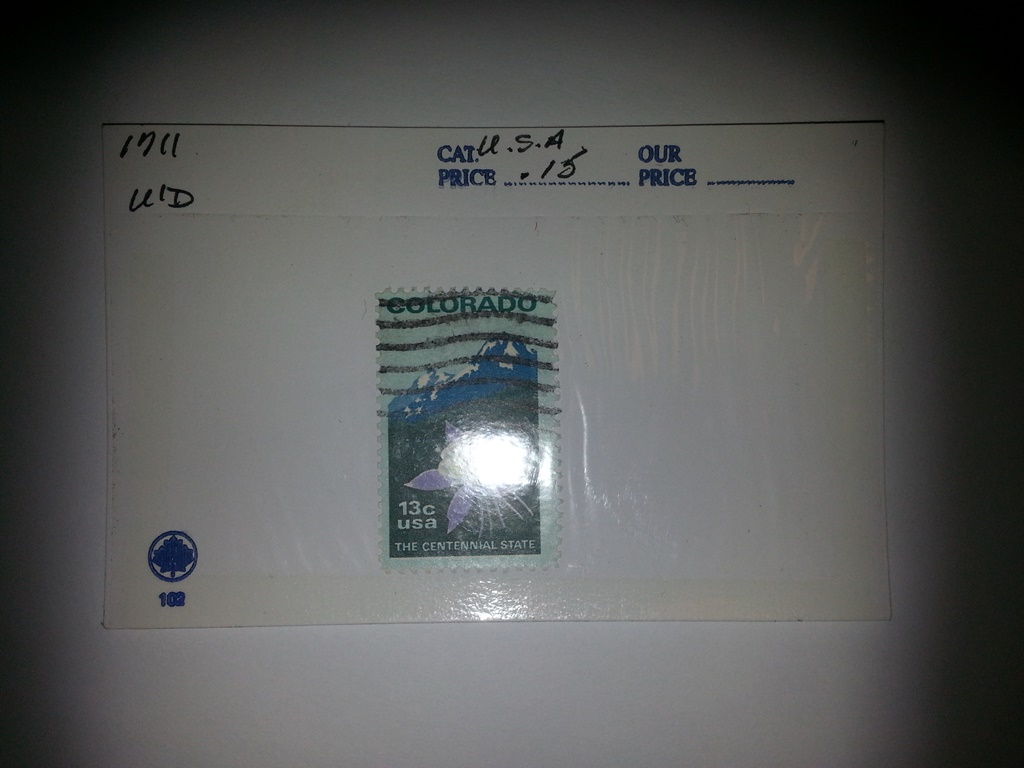 1711
U'D
CAT. U.S.A.
PRICE .15
OUR
PRICE
COLORADO
13c
usa
THE CENTENNIAL STATE
102